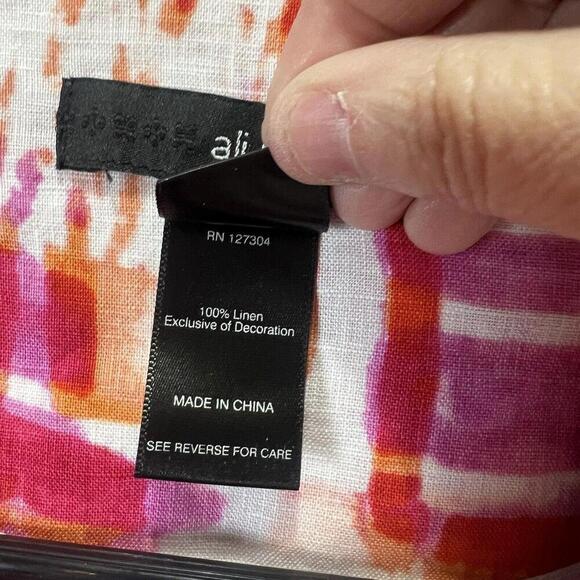 ali
RN 127304
100% Linen
Exclusive of Decoration
MADE IN CHINA
SEE REVERSE FOR CARE